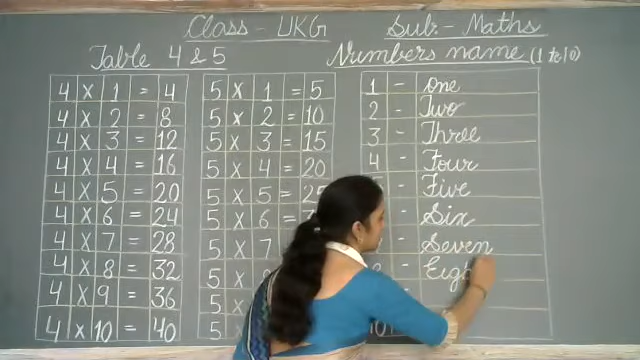 Class - UKG
Sub:- Maths
Table 4 & 5
Numbers name (1 to 10)
4 x 1 = 4
4 x 2 = 8
4 x 3 = 12
4 x 4 = 16
4 x 5 = 20
4 x 6 = 24
4 x 7 = 28
4 x 8 = 32
4 x 9 = 36
4 x 10 = 40
5 x 1 = 5
5 x 2 = 10
5 x 3 = 15
5 x 4 = 20
5 x 5 = 25
5 x 6 =
5 x 7
5 x
5 x
5
1 - one
2 - Two
3 - Three
4 - Four
- Five
- Six
- Seven
- Eigh